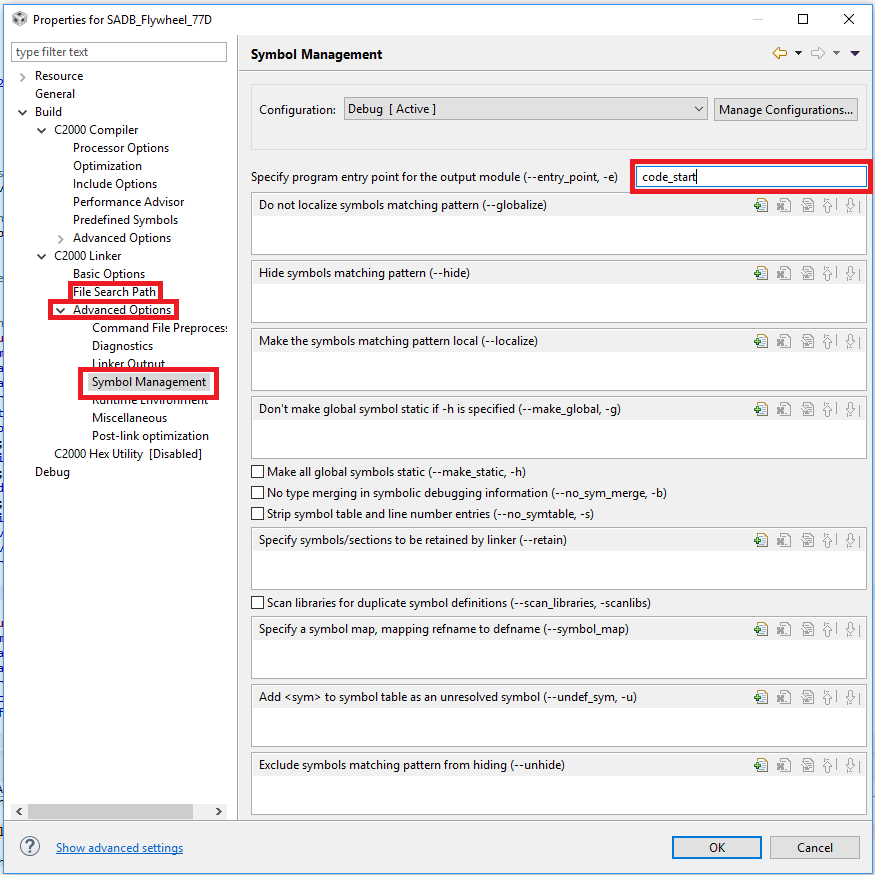 Properties for SADB_Flywheel_77D
type filter text
Resource
General
Build
C2000 Compiler
Processor Options
Optimization
Include Options
Performance Advisor
Predefined Symbols
Advanced Options
C2000 Linker
Basic Options
File Search Path
Advanced Options
Command File Preprocess
Diagnostics
Linker Output
Symbol Management
Runtime Environment
Miscellaneous
Post-link optimization
C2000 Hex Utility [Disabled]
Debug
Symbol Management
Configuration: Debug [ Active ] Manage Configurations...
Specify program entry point for the output module (--entry_point, -e) code_start
Do not localize symbols matching pattern (--globalize)
Hide symbols matching pattern (--hide)
Make the symbols matching pattern local (--localize)
Don't make global symbol static if -h is specified (--make_global, -g)
Make all global symbols static (--make_static, -h)
No type merging in symbolic debugging information (--no_sym_merge, -b)
Strip symbol table and line number entries (--no_symtable, -s)
Specify symbols/sections to be retained by linker (--retain)
Scan libraries for duplicate symbol definitions (--scan_libraries, -scanlibs)
Specify a symbol map, mapping refname to defname (--symbol_map)
Add <sym> to symbol table as an unresolved symbol (--undef_sym, -u)
Exclude symbols matching pattern from hiding (--unhide)
Show advanced settings
OK
Cancel